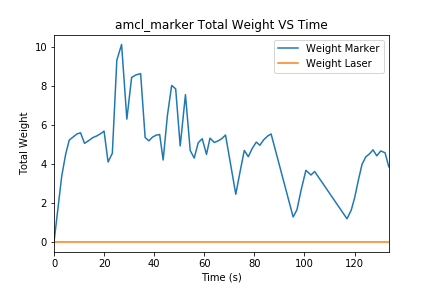 amcl_marker Total Weight VS Time
Weight Marker
Weight Laser
Total Weight
10
8
6
4
2
0
0 20 40 60 80 100 120
Time (s)